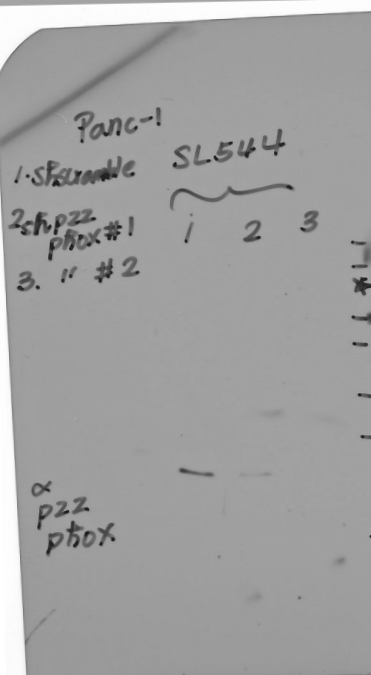 Panc-1
SL544
1. shscramble
2. shp22
phox #1
1 2 3
3. " #2
α
p22
phox